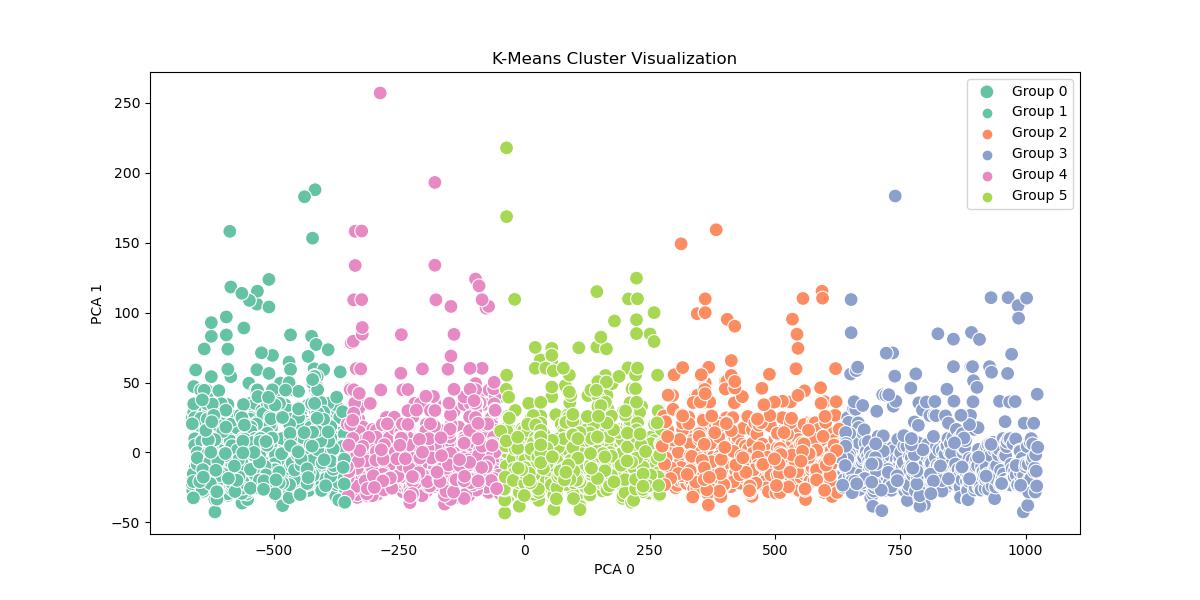 K-Means Cluster Visualization
250
200
150
100
50
0
−50
PCA 1
Group 0
Group 1
Group 2
Group 3
Group 4
Group 5
−500
−250
0
250
500
750
1000
PCA 0